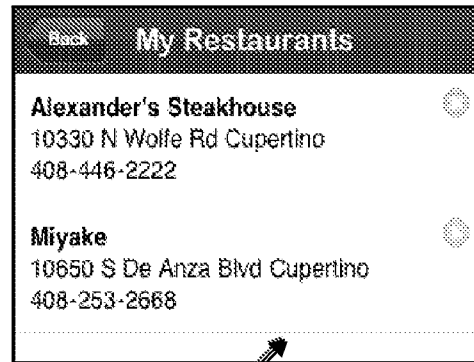 Back
My Restaurants
Alexander's Steakhouse
10330 N Wolfe Rd Cupertino
408-446-2222
Miyake
10650 S De Anza Blvd Cupertino
408-253-2668